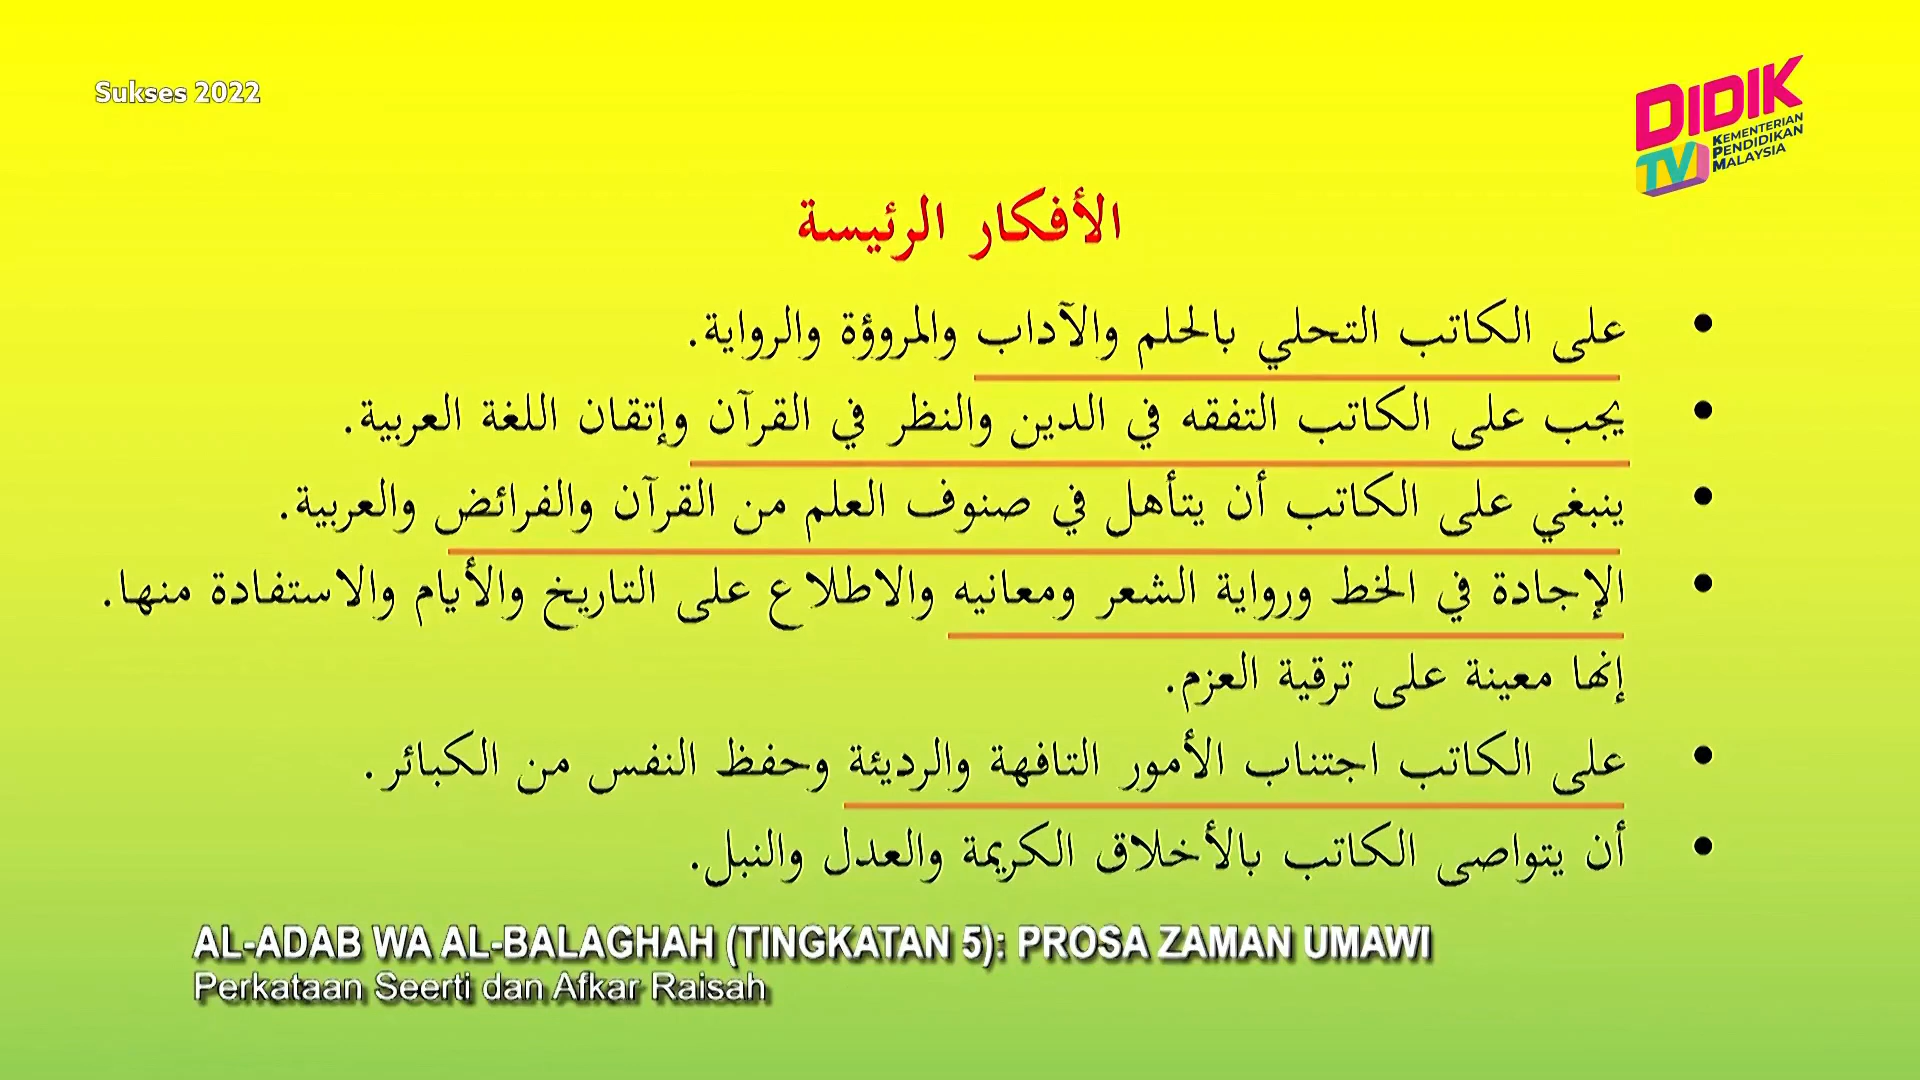 Sukses 2022
DIDIK
TV
KEMENTERIAN
PENDIDIKAN
MALAYSIA
الأفكار الرئيسة
• على الكاتب التحلي بالحلم والآداب والمروؤة والرواية.
• يجب على الكاتب التفقه في الدين والنظر في القرآن وإتقان اللغة العربية.
• ينبغي على الكاتب أن يتأهل في صنوف العلم من القرآن والفرائض والعربية.
• الإجادة في الخط ورواية الشعر ومعانيه والاطلاع على التاريخ والأيام والاستفادة منها.
إنها معينة على ترقية العزم.
• على الكاتب اجتناب الأمور التافهة والرديئة وحفظ النفس من الكبائر.
• أن يتواصى الكاتب بالأخلاق الكريمة والعدل والنبل.
AL-ADAB WA AL-BALAGHAH (TINGKATAN 5): PROSA ZAMAN UMAWI
Perkataan Seerti dan Afkar Raisah